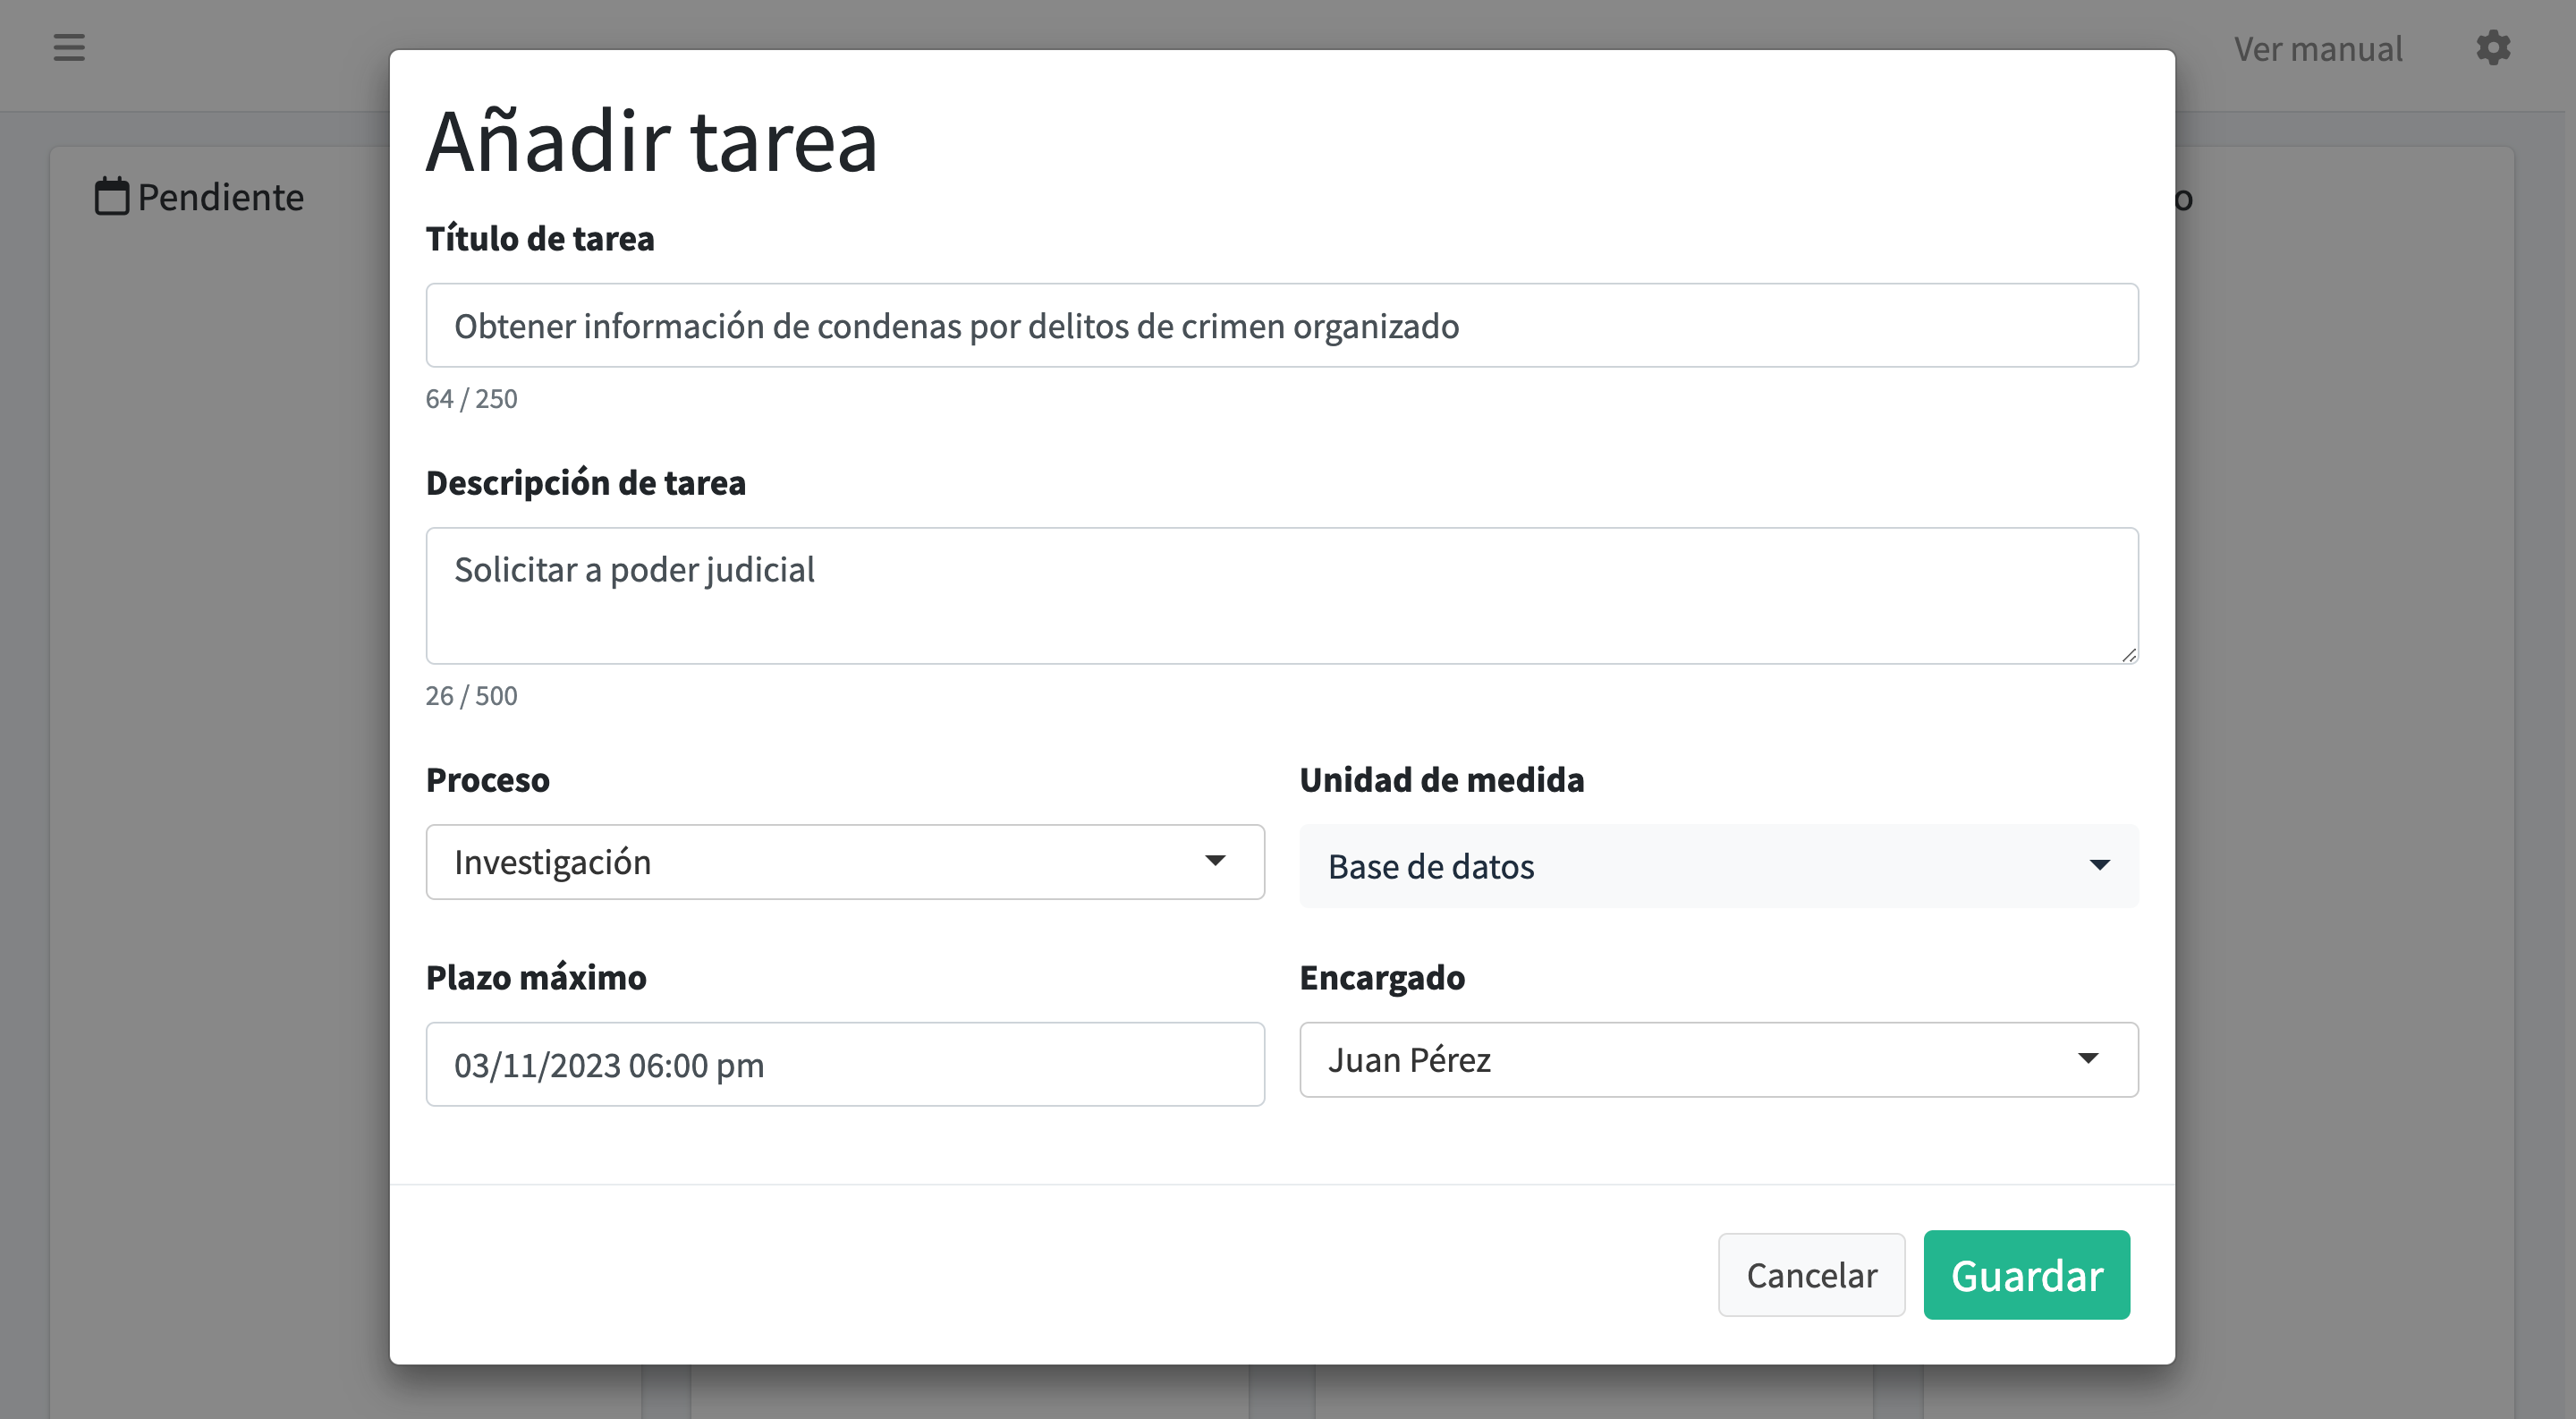 Ver manual
Pendiente
o
Añadir tarea
Título de tarea
Obtener información de condenas por delitos de crimen organizado
64 / 250
Descripción de tarea
Solicitar a poder judicial
26 / 500
Proceso
Unidad de medida
Investigación
Base de datos
Plazo máximo
Encargado
03/11/2023 06:00 pm
Juan Pérez
Cancelar
Guardar